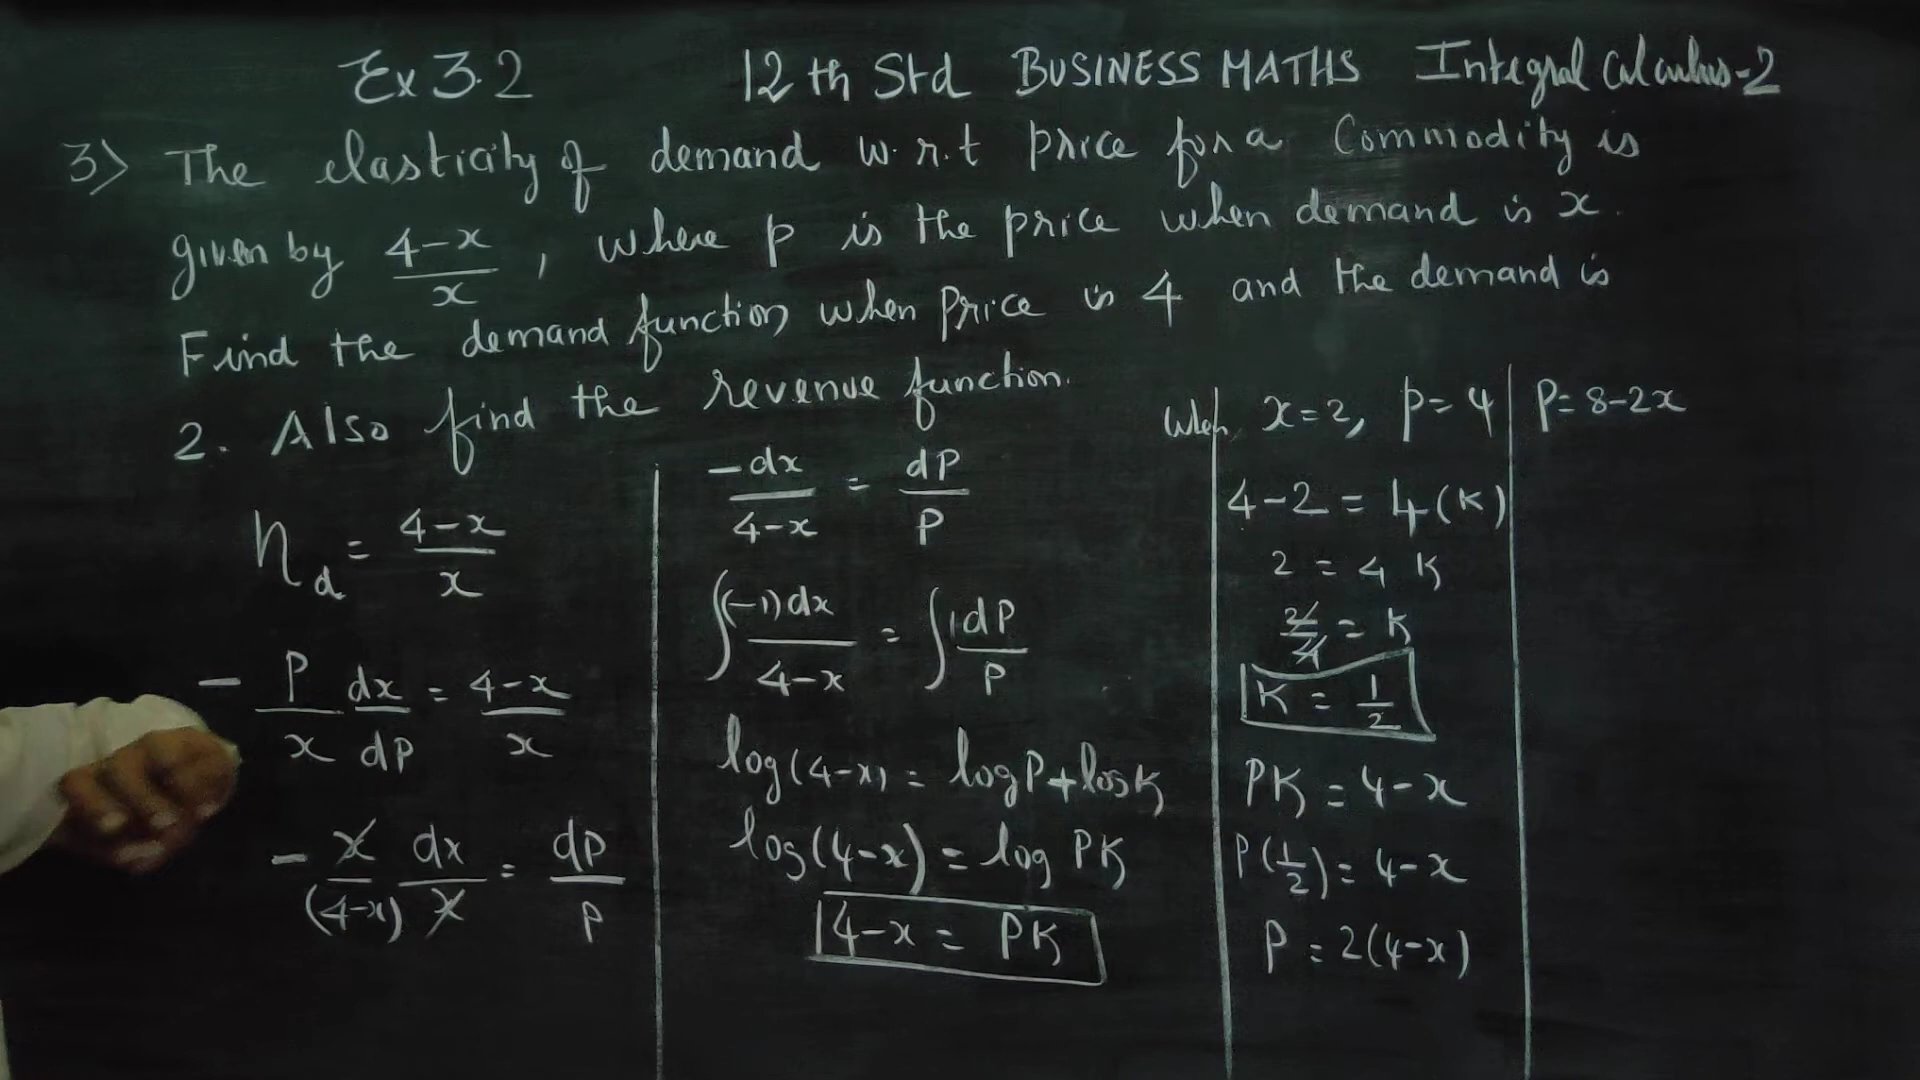 Ex 3.2 12 th Std BUSINESS MATHS Integral Calculus-2
3) The elasticity of demand w.r.t price for a Commodity is
given by (4-x)/x , where p is the price when demand is x.
Find the demand function when Price is 4 and the demand is
2. Also find the revenue function.
η_d = (4-x)/x
- P/x dx/dP = (4-x)/x
- x/(4-x) dx/x = dP/P
-dx/(4-x) = dP/P
∫ (-1)dx/(4-x) = ∫ 1dP/P
log(4-x) = logP+logK
log(4-x) = log PK
4-x = PK
When x=2, p=4
4-2 = 4(K)
2 = 4 K
2/4 = K
K = 1/2
PK = 4-x
P(1/2) = 4-x
P = 2(4-x)
P= 8-2x